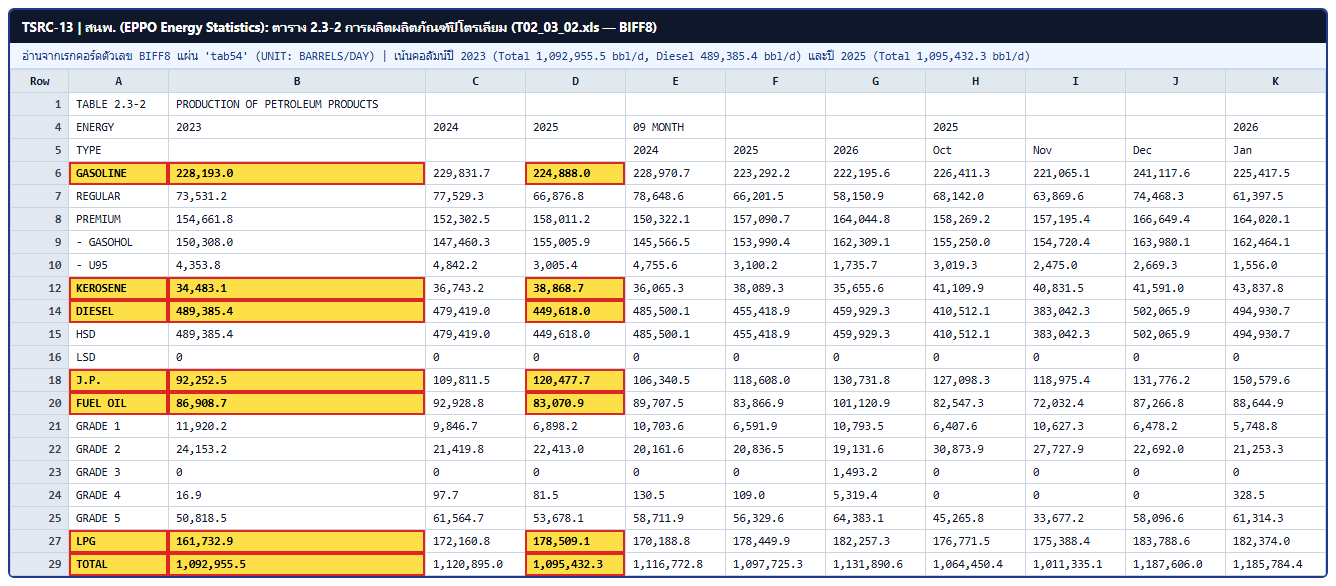 TSRC-13 | สนพ. (EPPO Energy Statistics): ตาราง 2.3-2 การผลิตผลิตภัณฑ์ปิโตรเลียม (T02_03_02.xls — BIFF8)
อ่านจากเรกคอร์ดตัวเลข BIFF8 แผ่น 'tab54' (UNIT: BARRELS/DAY) | เน้นคอลัมน์ปี 2023 (Total 1,092,955.5 bbl/d, Diesel 489,385.4 bbl/d) และปี 2025 (Total 1,095,432.3 bbl/d)
Row A B C D E F G H I J K
1 TABLE 2.3-2 PRODUCTION OF PETROLEUM PRODUCTS
4 ENERGY 2023 2024 2025 09 MONTH 2025 2026
5 TYPE 2024 2025 2026 Oct Nov Dec Jan
6 GASOLINE 228,193.0 229,831.7 224,888.0 228,970.7 223,292.2 222,195.6 226,411.3 221,065.1 241,117.6 225,417.5
7 REGULAR 73,531.2 77,529.3 66,876.8 78,648.6 66,201.5 58,150.9 68,142.0 63,869.6 74,468.3 61,397.5
8 PREMIUM 154,661.8 152,302.5 158,011.2 150,322.1 157,090.7 164,044.8 158,269.2 157,195.4 166,649.4 164,020.1
9 - GASOHOL 150,308.0 147,460.3 155,005.9 145,566.5 153,990.4 162,309.1 155,250.0 154,720.4 163,980.1 162,464.1
10 - U95 4,353.8 4,842.2 3,005.4 4,755.6 3,100.2 1,735.7 3,019.3 2,475.0 2,669.3 1,556.0
12 KEROSENE 34,483.1 36,743.2 38,868.7 36,065.3 38,089.3 35,655.6 41,109.9 40,831.5 41,591.0 43,837.8
14 DIESEL 489,385.4 479,419.0 449,618.0 485,500.1 455,418.9 459,929.3 410,512.1 383,042.3 502,065.9 494,930.7
15 HSD 489,385.4 479,419.0 449,618.0 485,500.1 455,418.9 459,929.3 410,512.1 383,042.3 502,065.9 494,930.7
16 LSD 0 0 0 0 0 0 0 0 0 0
18 J.P. 92,252.5 109,811.5 120,477.7 106,340.5 118,608.0 130,731.8 127,098.3 118,975.4 131,776.2 150,579.6
20 FUEL OIL 86,908.7 92,928.8 83,070.9 89,707.5 83,866.9 101,120.9 82,547.3 72,032.4 87,266.8 88,644.9
21 GRADE 1 11,920.2 9,846.7 6,898.2 10,703.6 6,591.9 10,793.5 6,407.6 10,627.3 6,478.2 5,748.8
22 GRADE 2 24,153.2 21,419.8 22,413.0 20,161.6 20,836.5 19,131.6 30,873.9 27,727.9 22,692.0 21,253.3
23 GRADE 3 0 0 0 0 0 1,493.2 0 0 0 0
24 GRADE 4 16.9 97.7 81.5 130.5 109.0 5,319.4 0 0 0 328.5
25 GRADE 5 50,818.5 61,564.7 53,678.1 58,711.9 56,329.6 64,383.1 45,265.8 33,677.2 58,096.6 61,314.3
27 LPG 161,732.9 172,160.8 178,509.1 170,188.8 178,449.9 182,257.3 176,771.5 175,388.4 183,788.6 182,374.0
29 TOTAL 1,092,955.5 1,120,895.0 1,095,432.3 1,116,772.8 1,097,725.3 1,131,890.6 1,064,450.4 1,011,335.1 1,187,606.0 1,185,784.4